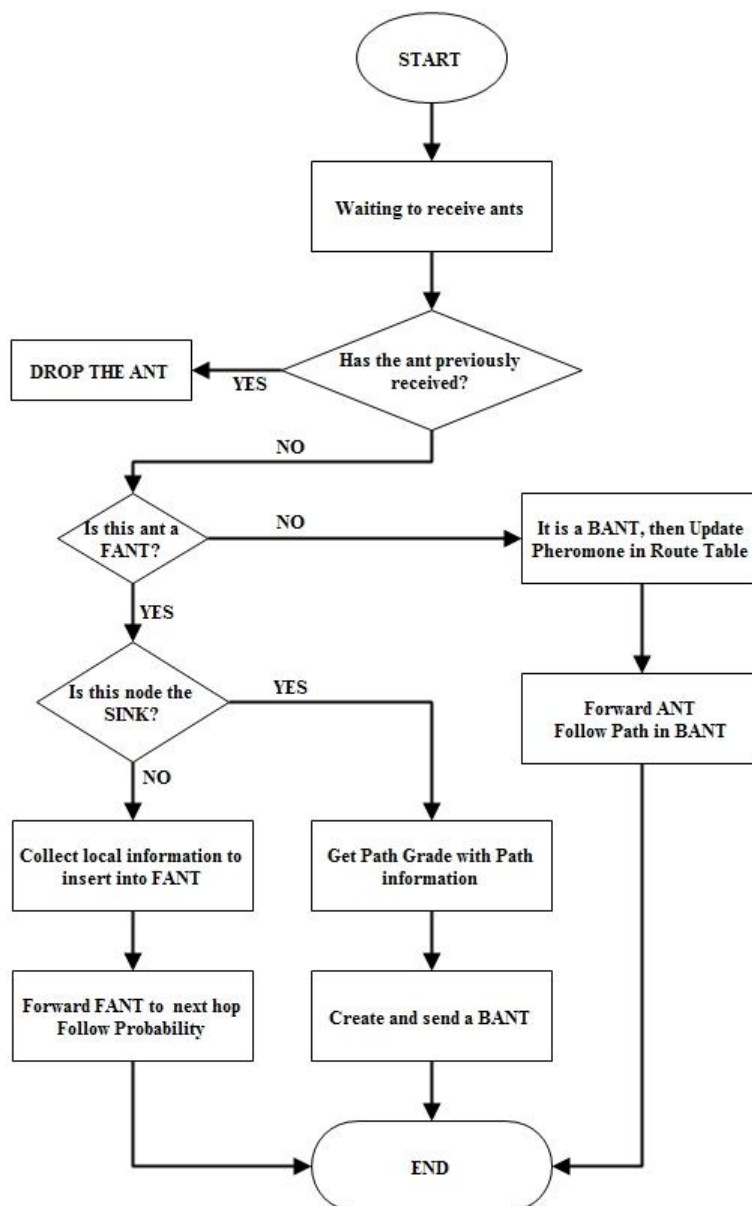 START
Waiting to receive ants
Has the ant previously
received?
DROP THE ANT
YES
NO
Is this ant a
FANT?
NO
It is a BANT, then Update
Pheromone in Route Table
YES
Is this node the
SINK?
YES
Forward ANT
Follow Path in BANT
NO
Collect local information to
insert into FANT
Get Path Grade with Path
information
Forward FANT to next hop
Follow Probability
Create and send a BANT
END